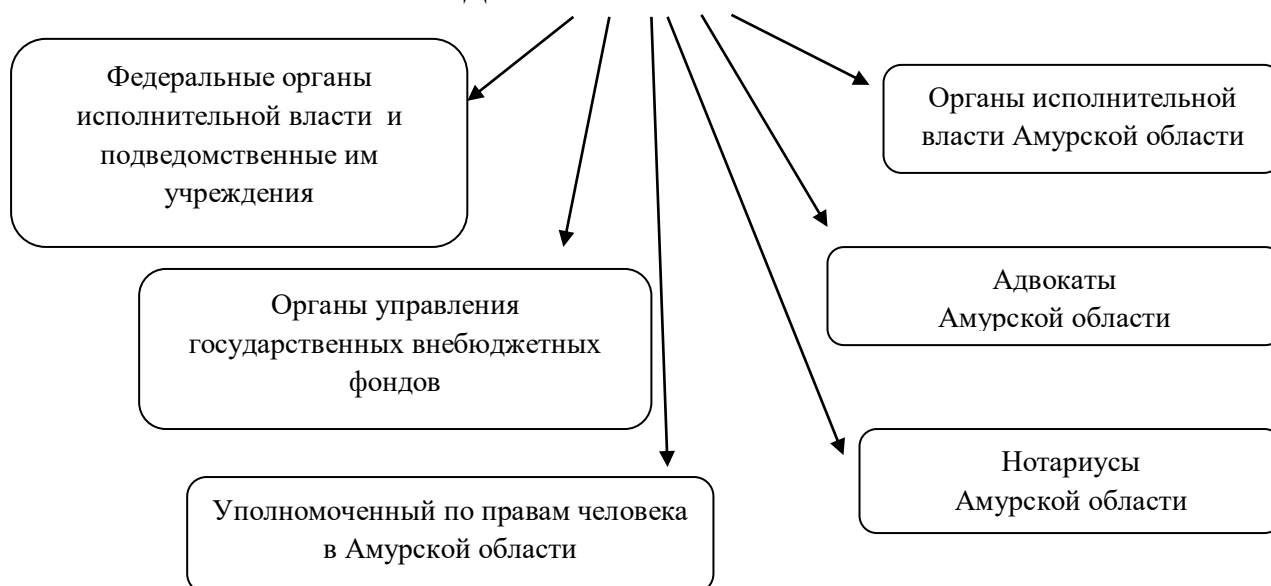 Федеральные органы
исполнительной власти и
подведомственные им
учреждения
Органы исполнительной
власти Амурской области
Органы управления
государственных внебюджетных
фондов
Адвокаты
Амурской области
Уполномоченный по правам человека
в Амурской области
Нотариусы
Амурской области